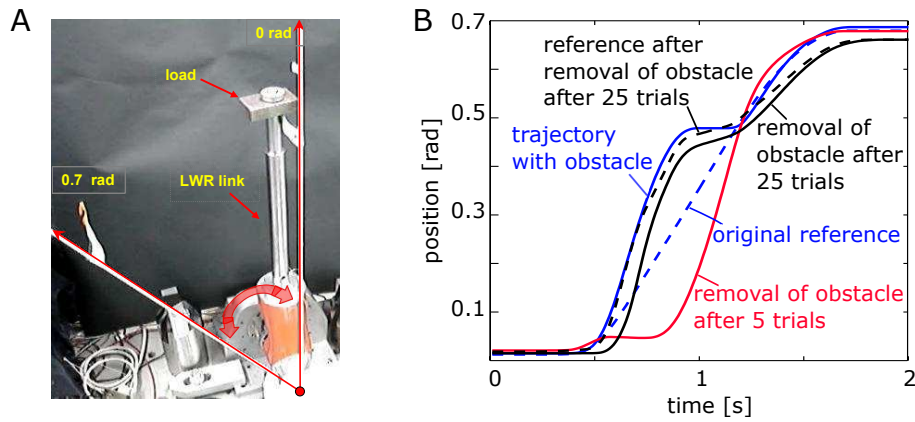 A
0 rad
load
0.7 rad
LWR link
B
0.7
0.5
0.3
0.1
position [rad]
reference after
removal of obstacle
after 25 trials
trajectory
with obstacle
removal of
obstacle after
25 trials
original reference
removal of obstacle
after 5 trials
0
1
2
time [s]